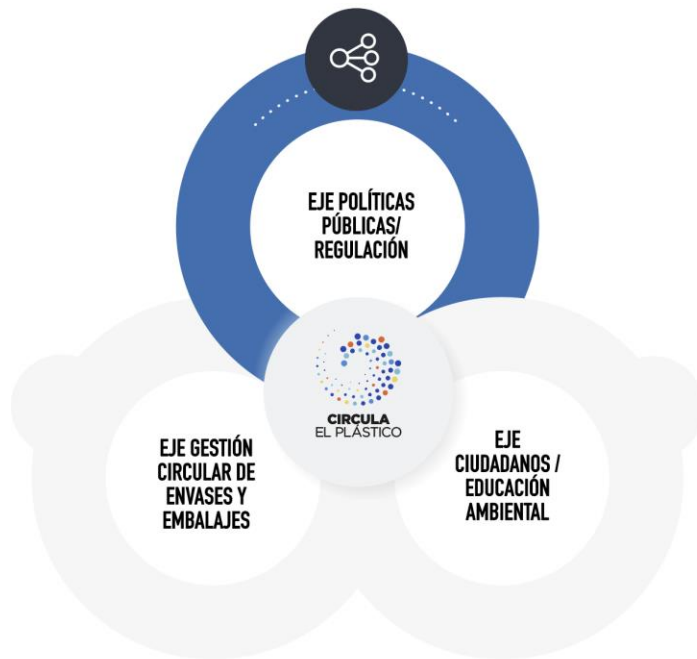 EJE POLÍTICAS
PÚBLICAS/
REGULACIÓN
CIRCULA
EL PLÁSTICO
EJE GESTIÓN
CIRCULAR DE
ENVASES Y
EMBALAJES
EJE
CIUDADANOS /
EDUCACIÓN
AMBIENTAL